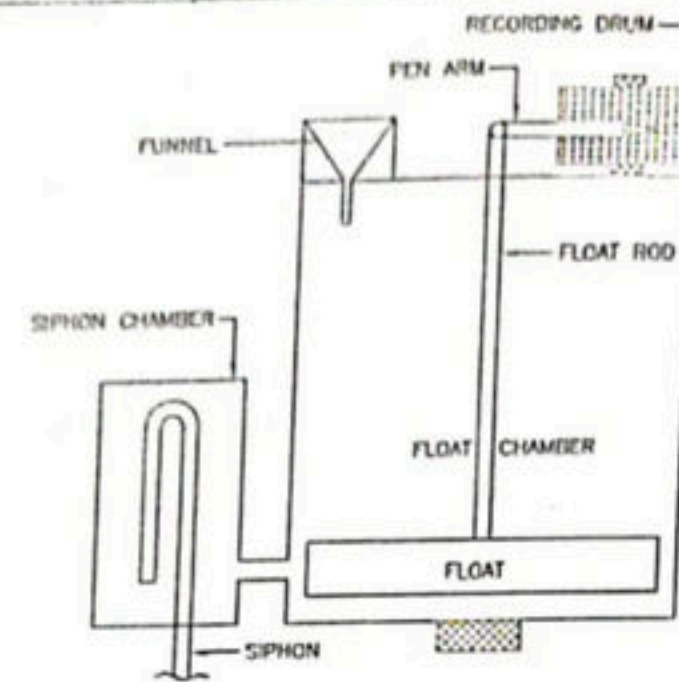 RECORDING DRUM
PEN ARM
FUNNEL
FLOAT ROD
SIPHON CHAMBER
FLOAT CHAMBER
FLOAT
SIPHON